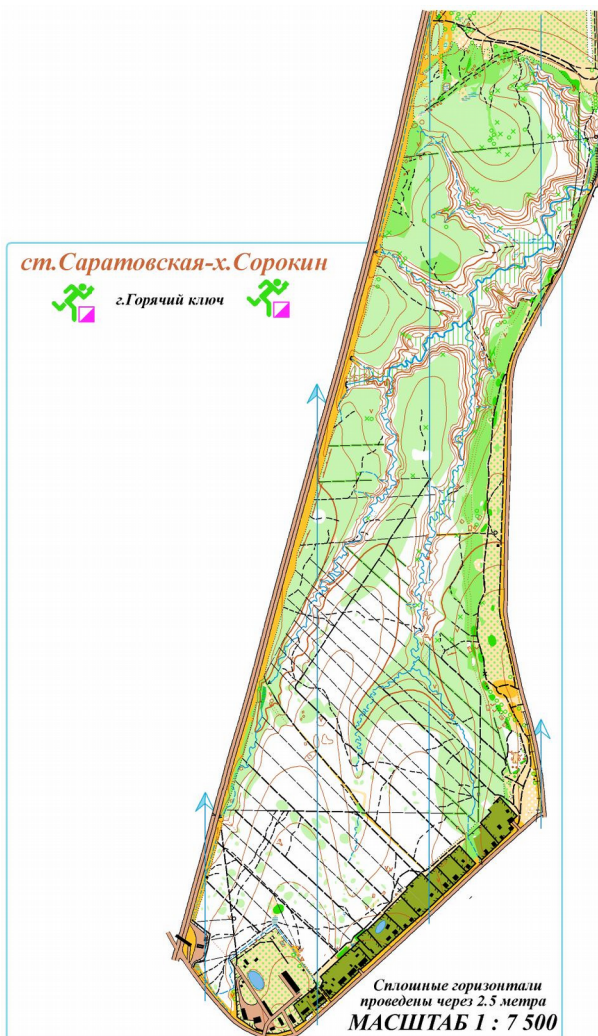 ст.Саратовская-х.Сорокин
г.Горячий ключ
Сплошные горизонтали
проведены через 2.5 метра
МАСШТАБ 1 : 7 500